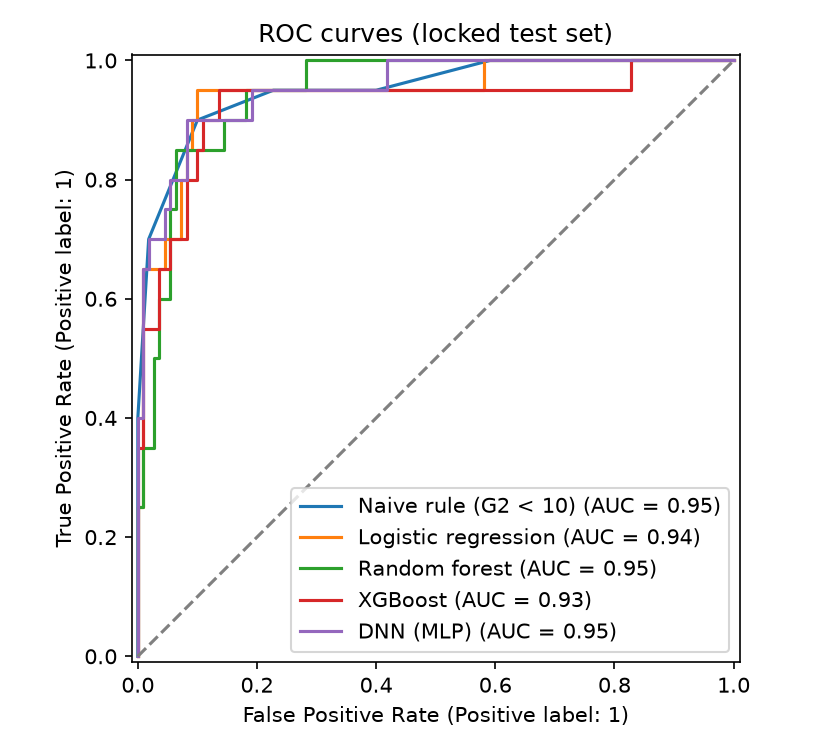 ROC curves (locked test set)
True Positive Rate (Positive label: 1)
1.0
0.8
0.6
0.4
0.2
0.0
Naive rule (G2 < 10) (AUC = 0.95)
Logistic regression (AUC = 0.94)
Random forest (AUC = 0.95)
XGBoost (AUC = 0.93)
DNN (MLP) (AUC = 0.95)
0.0 0.2 0.4 0.6 0.8 1.0
False Positive Rate (Positive label: 1)